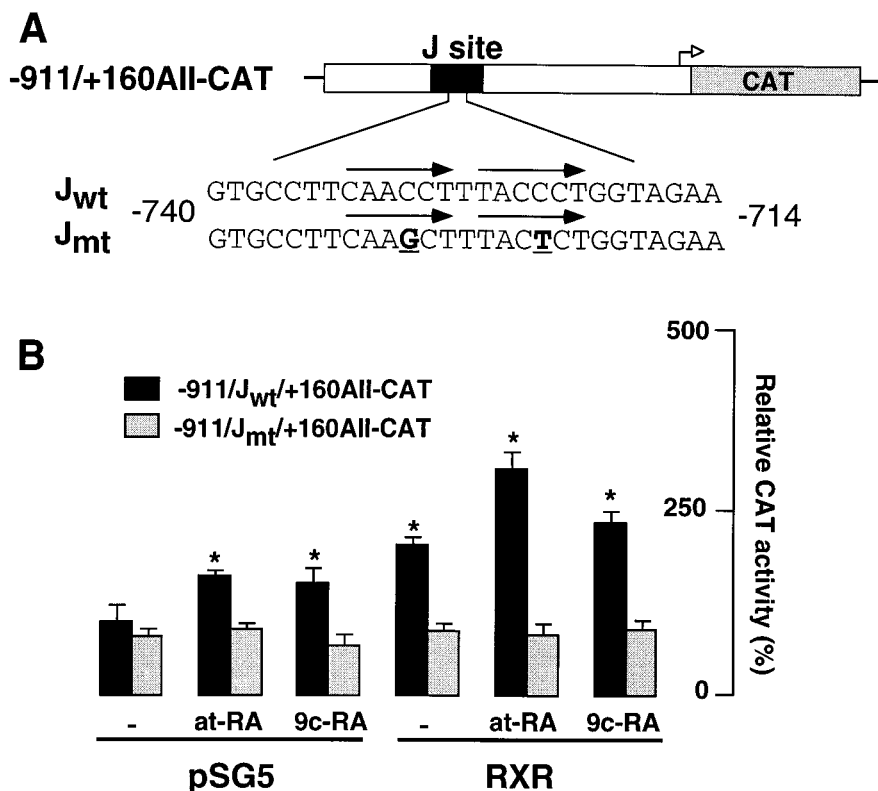 A
J site
-911/+160AII-CAT
CAT
Jwt
-740
GTGCCTTCAACCTTTACCCTGGTAGAA
-714
Jmt
GTGCCTTCAAGCTTTACTCTGGTAGAA
B
-911/Jwt/+160AII-CAT
-911/Jmt/+160AII-CAT
500
250
0
Relative CAT activity (%)
*
*
*
*
*
- at-RA 9c-RA - at-RA 9c-RA
pSG5 RXR